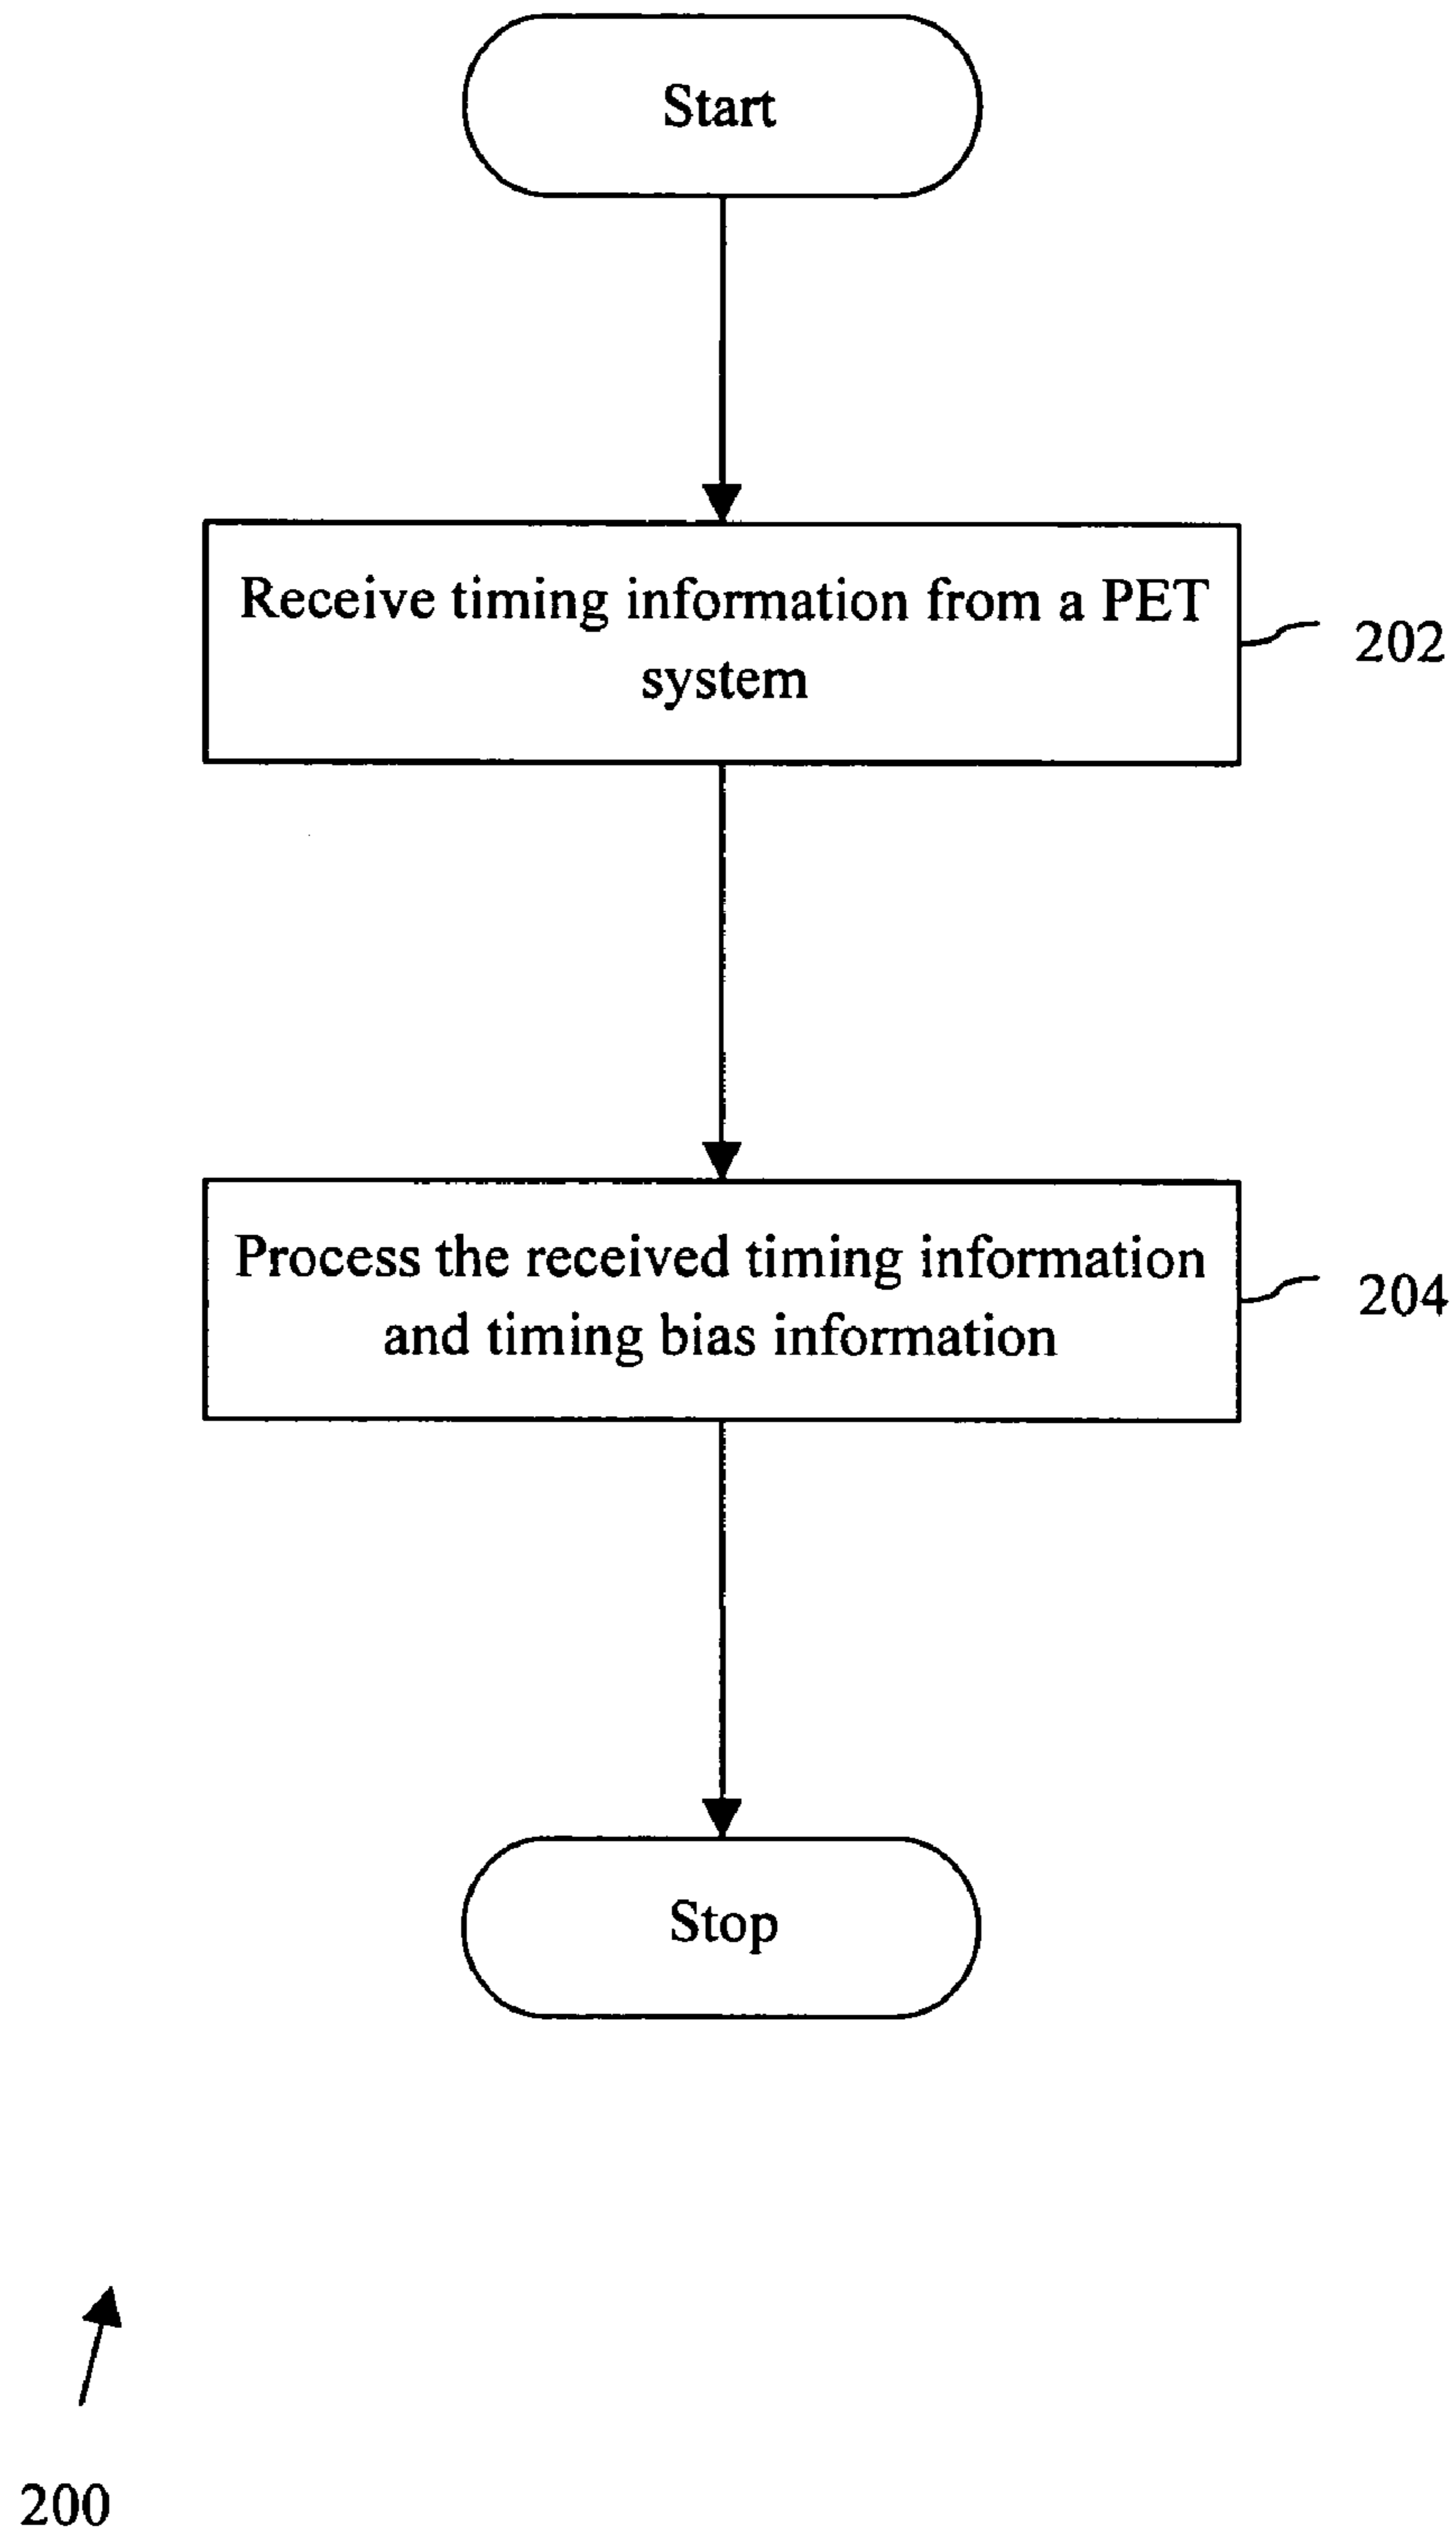 Start
Receive timing information from a PET
system
202
Process the received timing information
and timing bias information
204
Stop
200